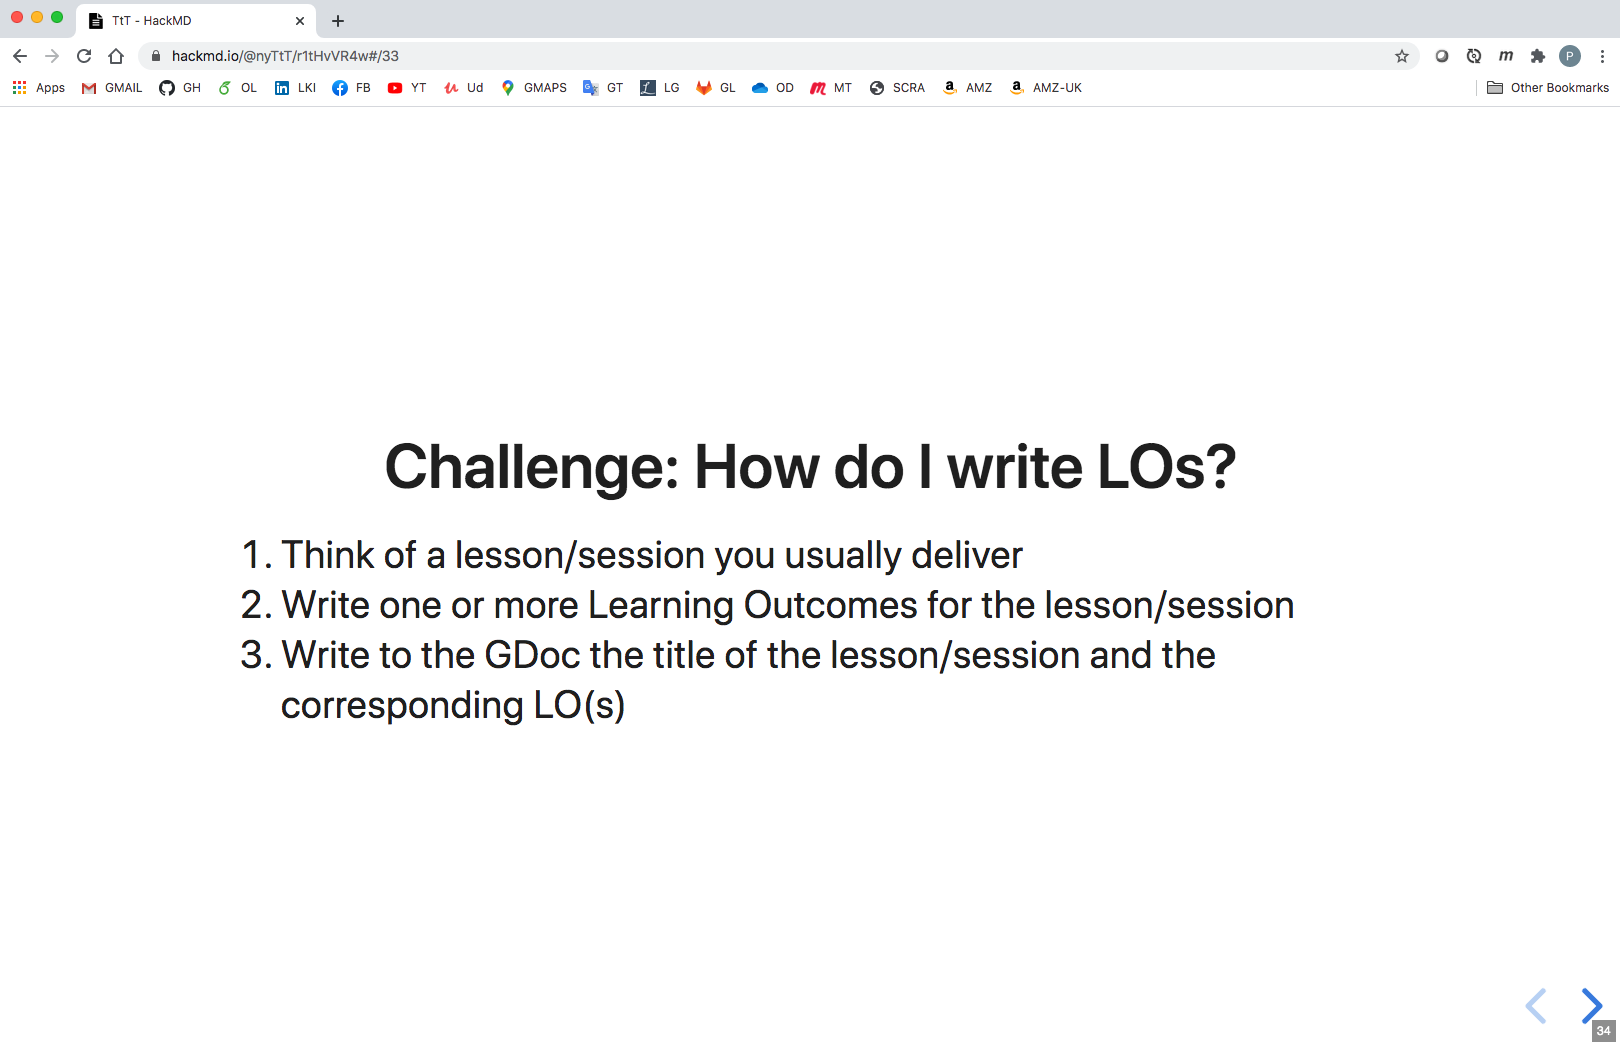 TtT - HackMD
hackmd.io/@nyTtT/r1tHvVR4w#/33
m
P
Apps GMAIL GH OL LKI FB YT Ud GMAPS GT LG GL OD MT SCRA AMZ AMZ-UK Other Bookmarks
Challenge: How do I write LOs?
1. Think of a lesson/session you usually deliver
2. Write one or more Learning Outcomes for the lesson/session
3. Write to the GDoc the title of the lesson/session and the
corresponding LO(s)
34